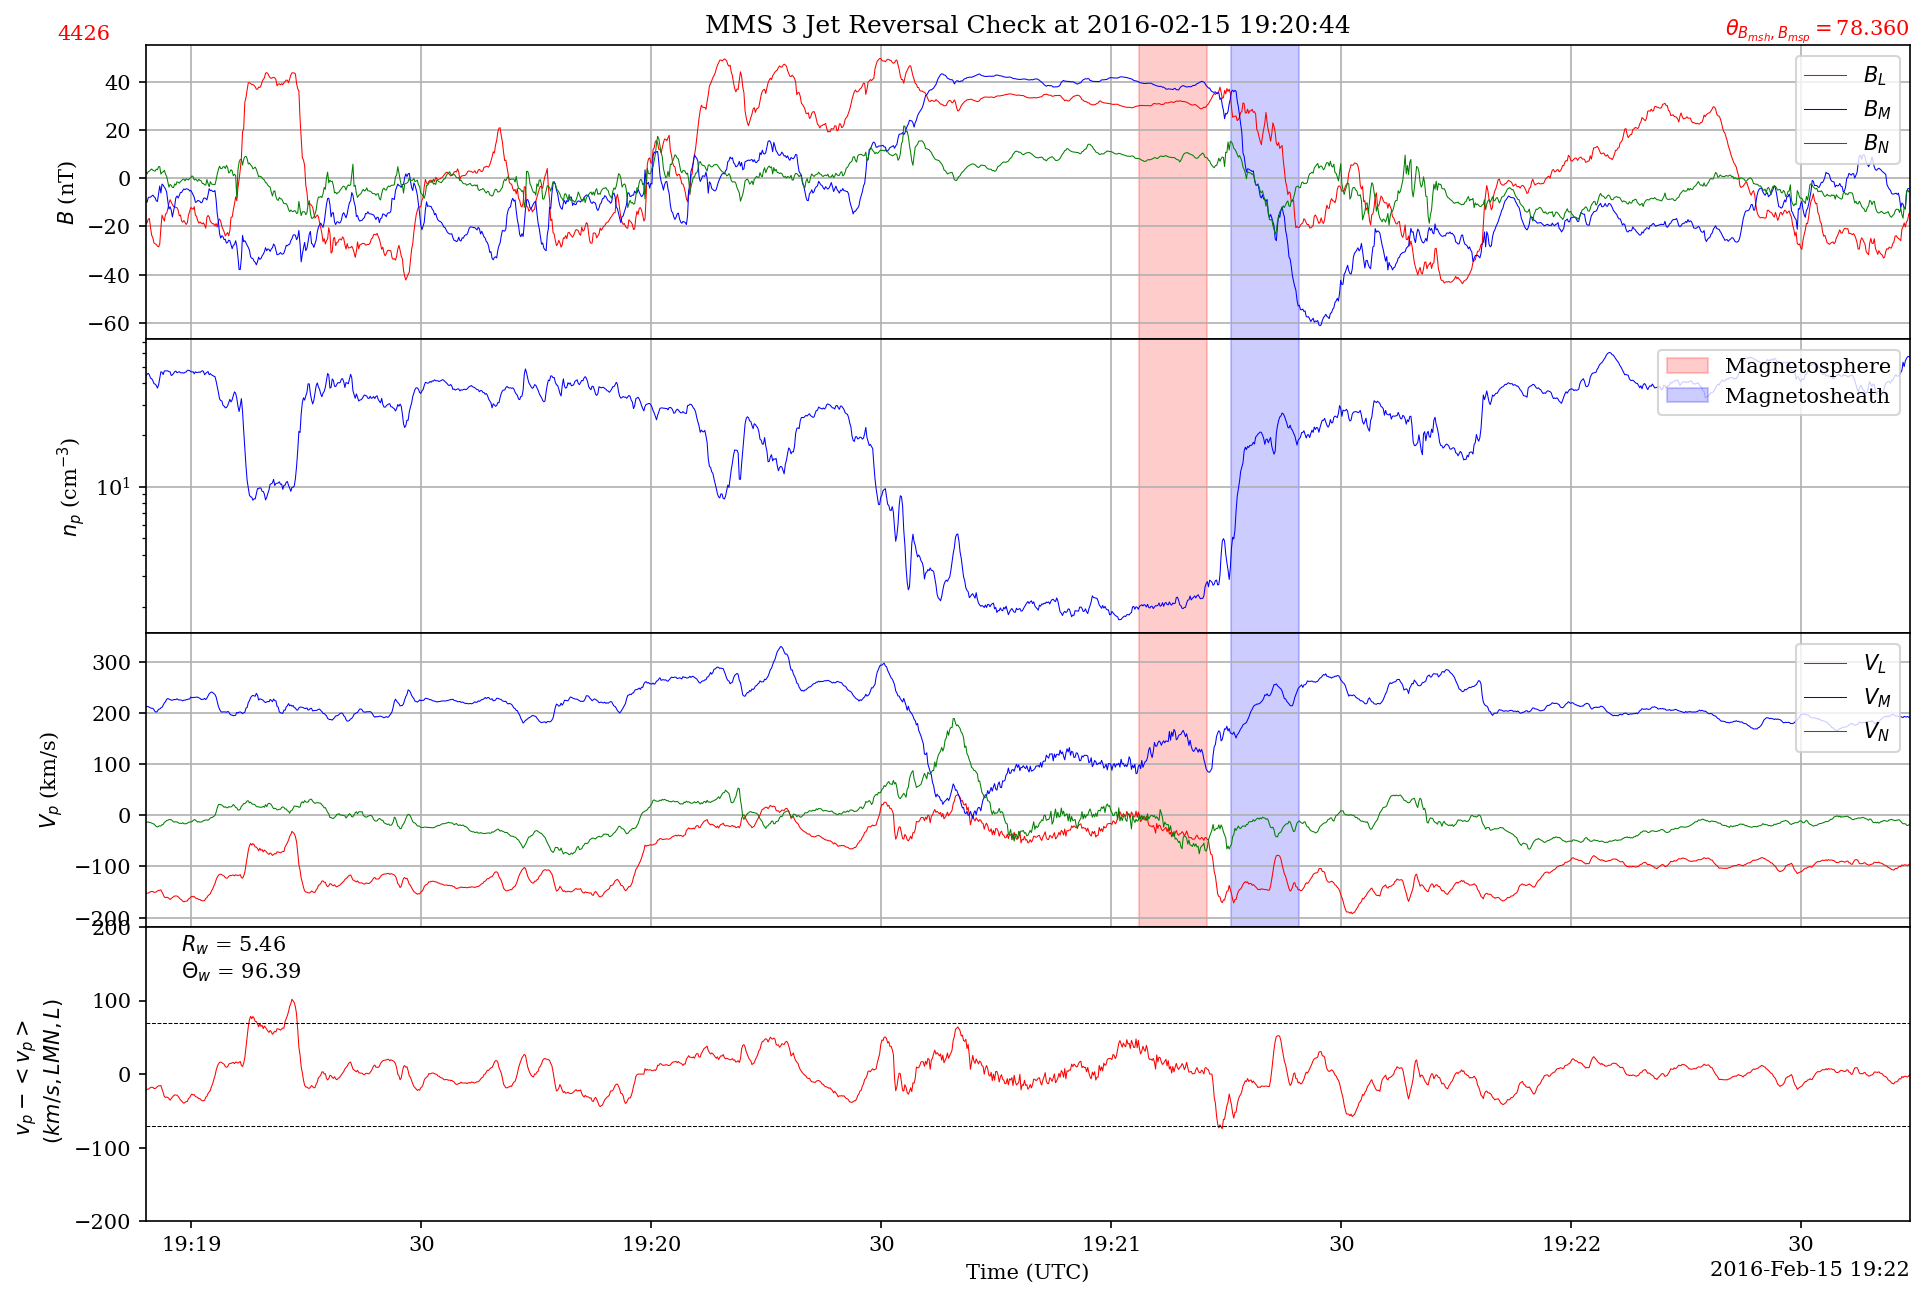 MMS 3 Jet Reversal Check at 2016-02-15 19:20:44
4426
θ_{B_{msh}, B_{msp}} = 78.360
40
20
0
−20
−40
−60
B (nT)
B_L
B_M
B_N
10^1
n_p (cm^{−3})
Magnetosphere
Magnetosheath
300
200
100
0
−100
−200
V_p (km/s)
V_L
V_M
V_N
200
100
0
−100
−200
v_p − < v_p >
(km/s, LMN, L)
R_w = 5.46
Θ_w = 96.39
19:19 30 19:20 30 19:21 30 19:22 30
Time (UTC)
2016-Feb-15 19:22